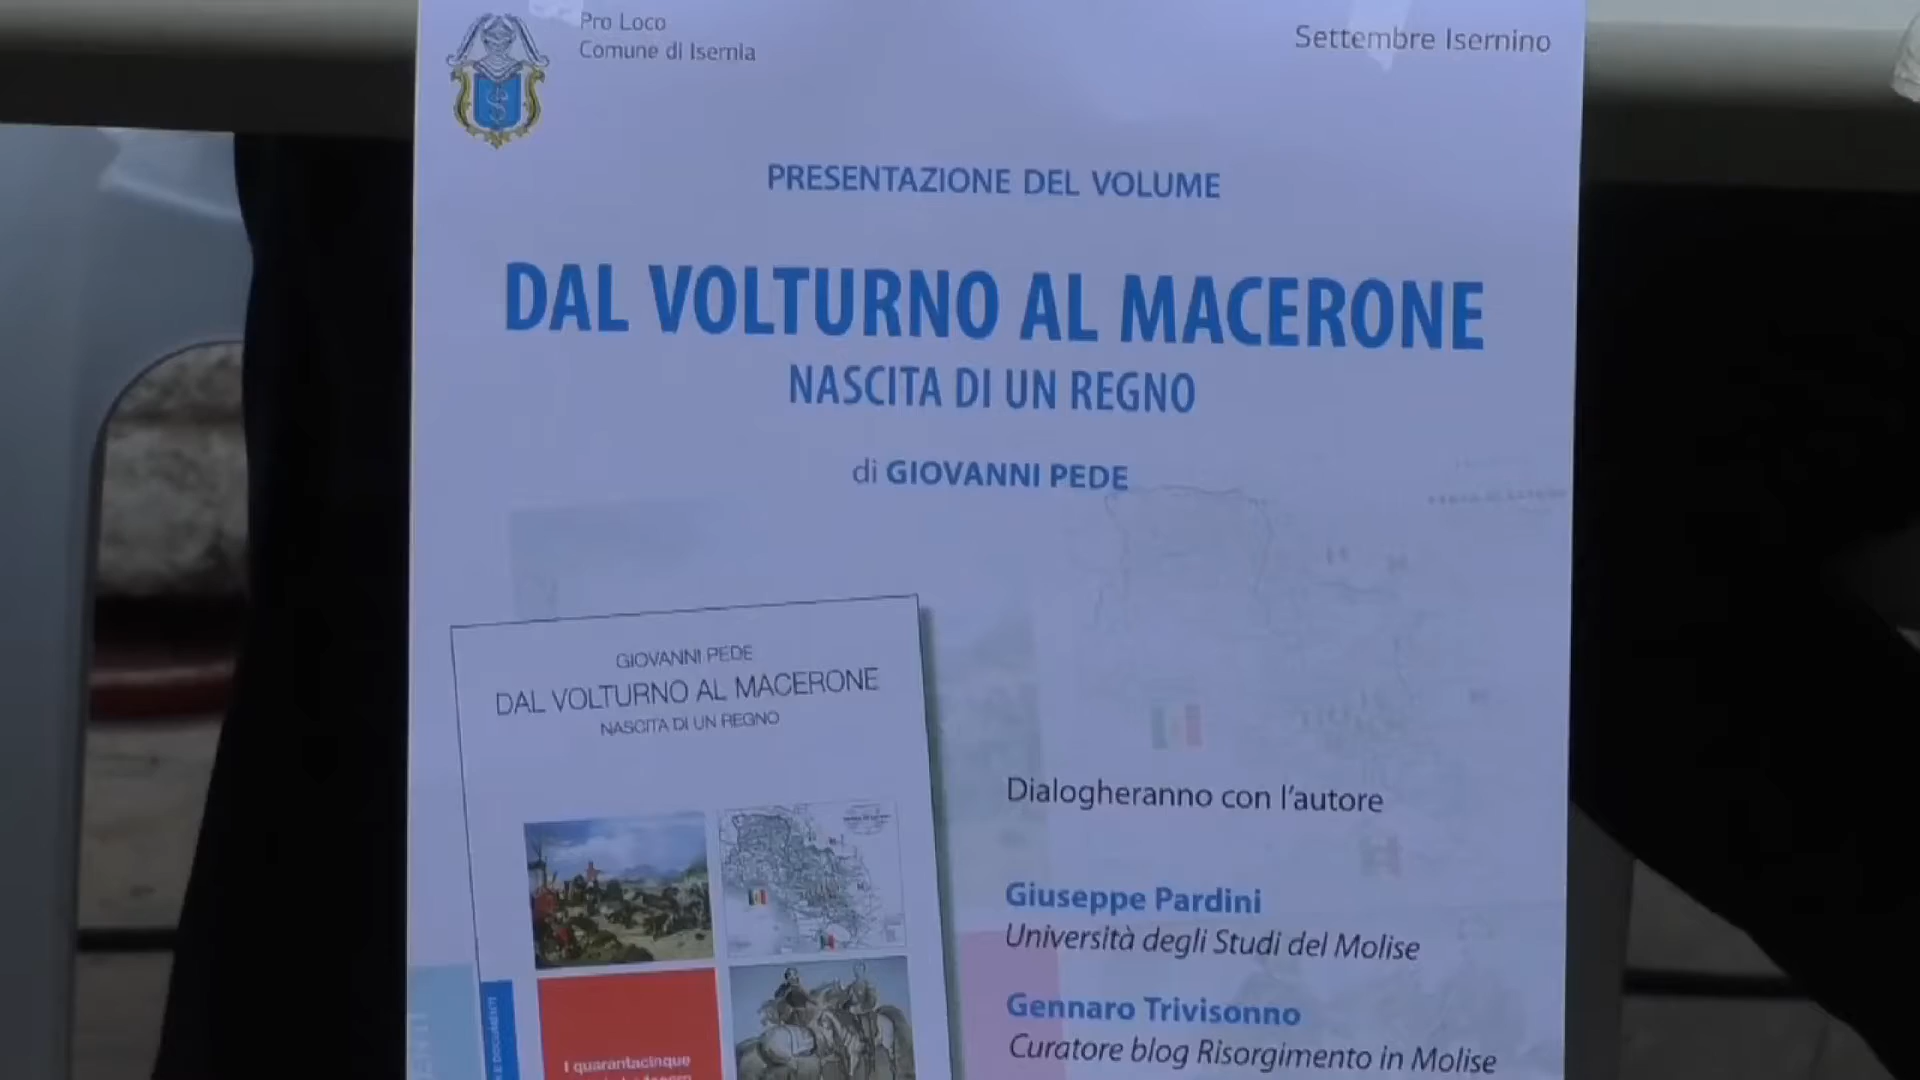 Pro Loco
Comune di Isernia
Settembre Isernino
PRESENTAZIONE DEL VOLUME
DAL VOLTURNO AL MACERONE
NASCITA DI UN REGNO
di GIOVANNI PEDE
GIOVANNI PEDE
DAL VOLTURNO AL MACERONE
NASCITA DI UN REGNO
Dialogheranno con l'autore
Giuseppe Pardini
Università degli Studi del Molise
Gennaro Trivisonno
Curatore blog Risorgimento in Molise
E DOCUMENTI
I quarantacinque